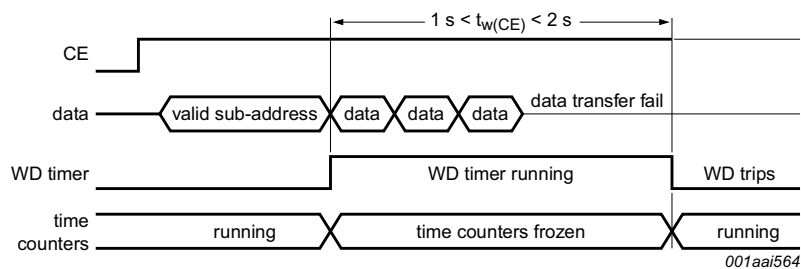 1 s < tw(CE) < 2 s
CE
data valid sub-address data data data data transfer fail
WD timer WD timer running WD trips
time
counters running time counters frozen running
001aai564